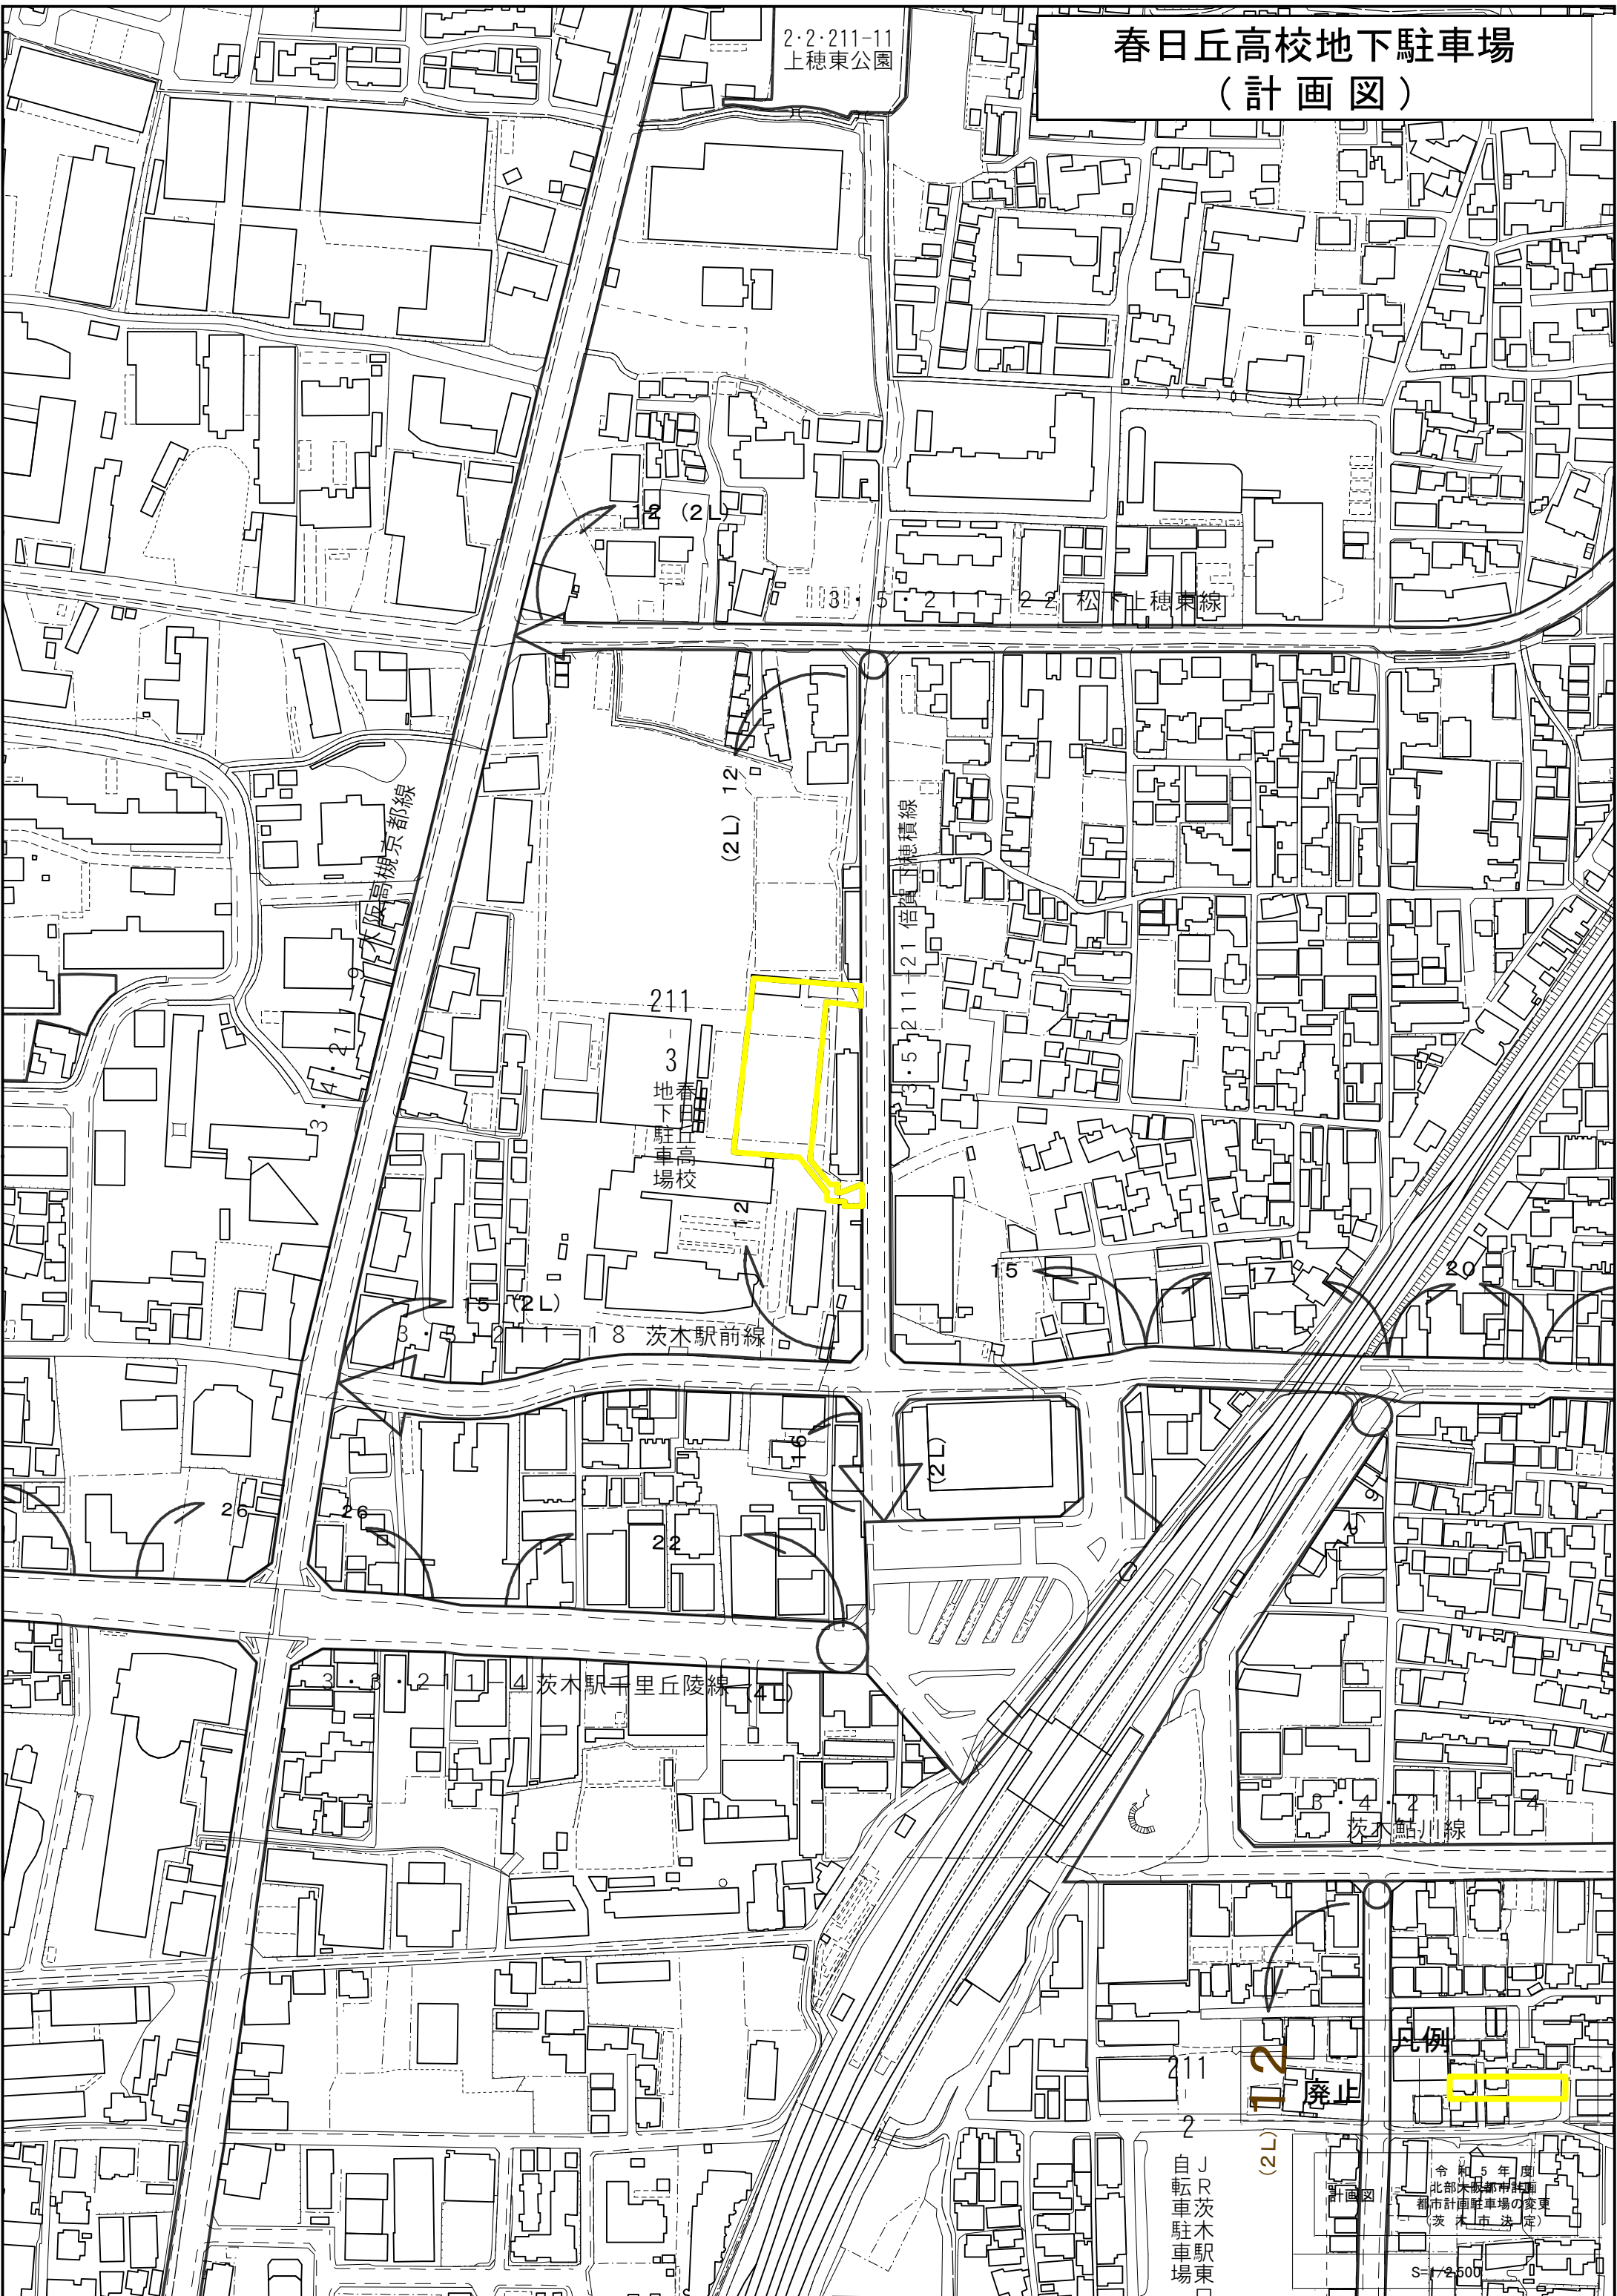 春日丘高校地下駐車場
（計画図）
2・2・211-11
上穂東公園
12 (2L)
3・5・211-22 松下上穂東線
(2L) 12
3・4・211-9 大阪高槻京都線
3・5・211-21 倍賀下穂積線
211-3
春日丘高校
地下駐車場
12
15 (2L)
3・5・211-18 茨木駅前線
15
17
20
16
(2L)
26
26
22
3・3・211-4 茨木駅千里丘陵線 (4L)
茨木鮎川線
211-2
JR茨木駅東口
自転車駐車場
12
(2L)
凡例
廃止
計画図
令和5年度
北部大阪都市計画
都市計画駐車場の変更
(茨木市決定)
S=1/2,500